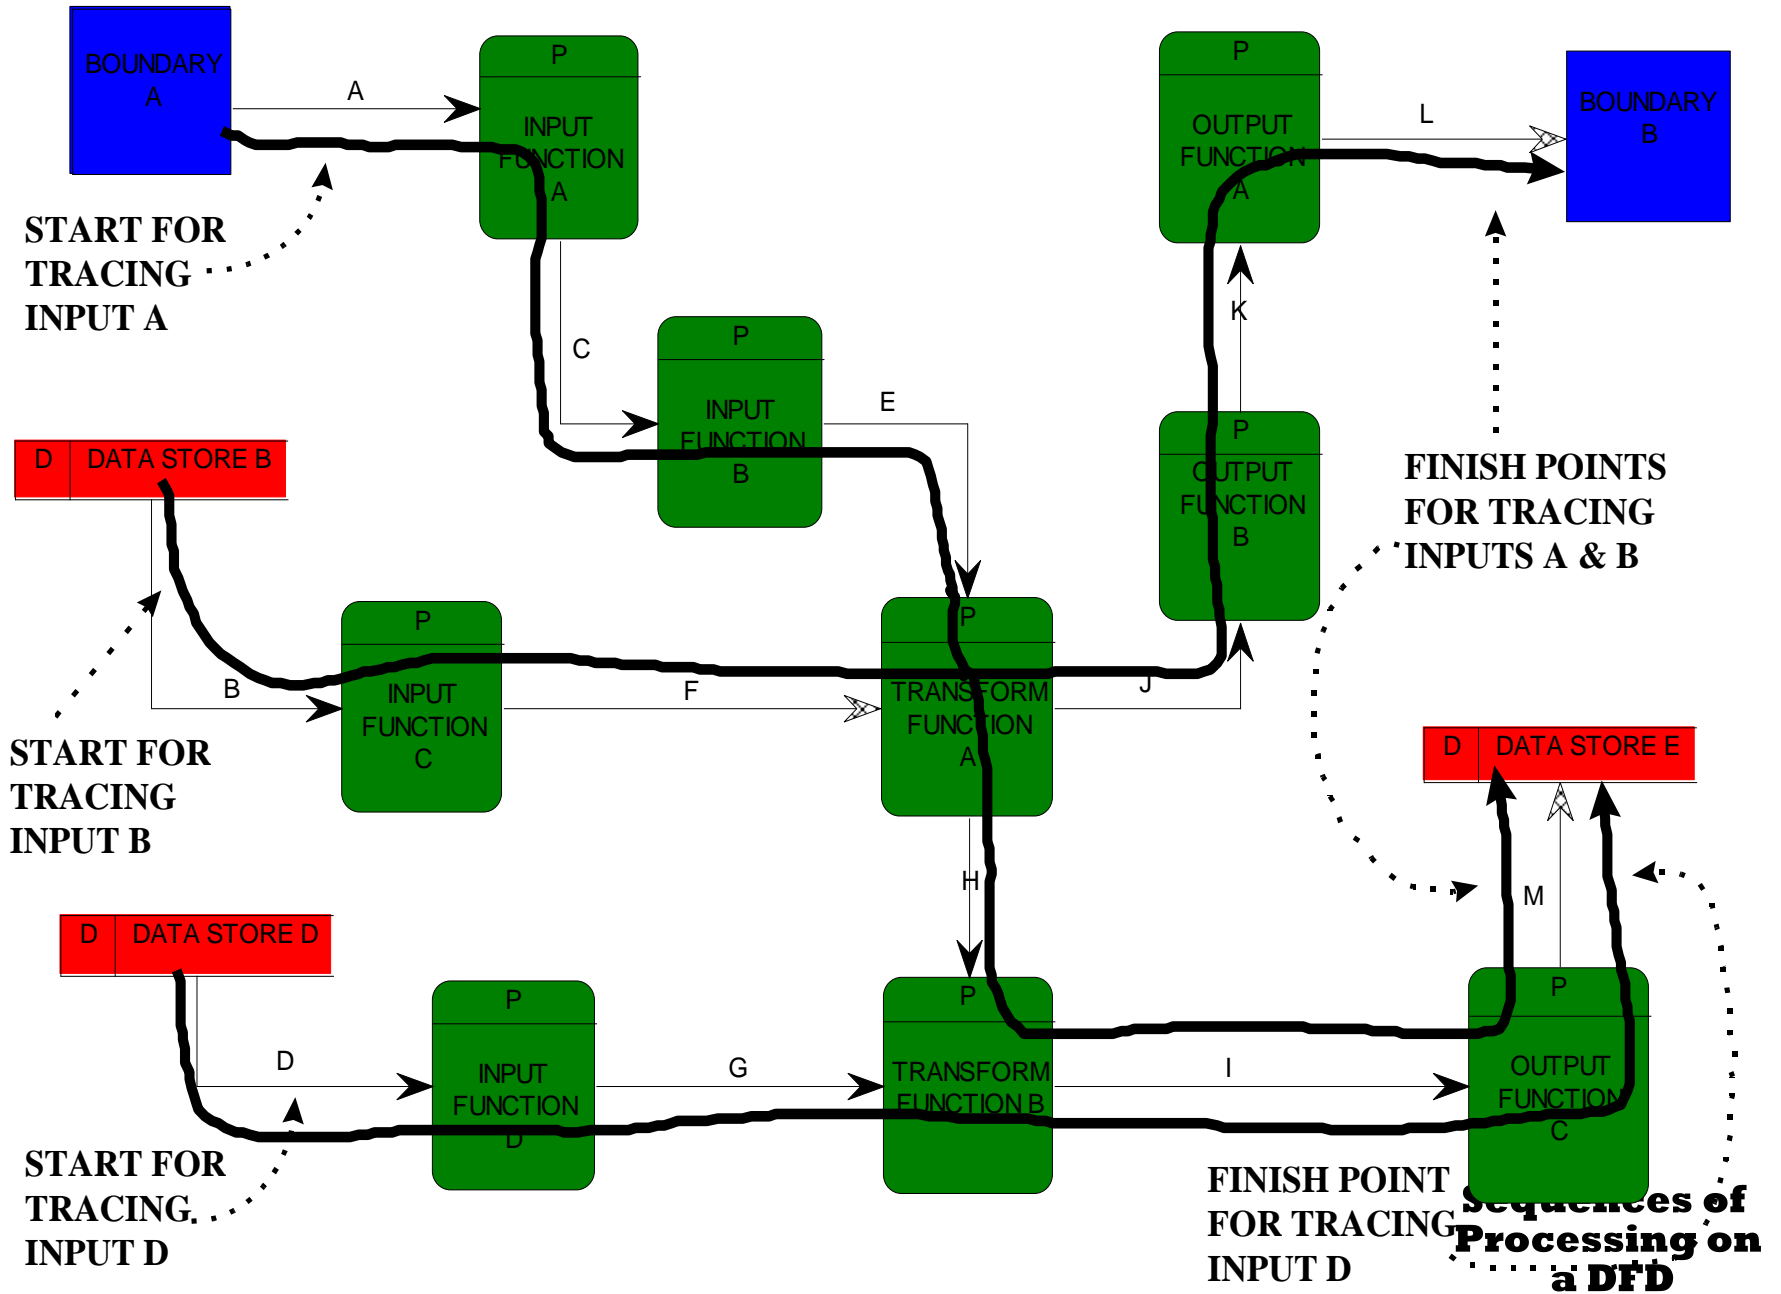 BOUNDARY
A
A
P
INPUT
FUNCTION
A
P
OUTPUT
FUNCTION
A
L
BOUNDARY
B
START FOR
TRACING
INPUT A
C
P
INPUT
FUNCTION
B
E
K
P
OUTPUT
FUNCTION
B
FINISH POINTS
FOR TRACING
INPUTS A & B
D DATA STORE B
B
START FOR
TRACING
INPUT B
P
INPUT
FUNCTION
C
F
P
TRANSFORM
FUNCTION
A
J
D DATA STORE E
H
M
D DATA STORE D
D
START FOR
TRACING
INPUT D
P
INPUT
FUNCTION
D
G
P
TRANSFORM
FUNCTION B
I
P
OUTPUT
FUNCTION
C
FINISH POINT
FOR TRACING
INPUT D
Sequences of
Processing on
a DFD